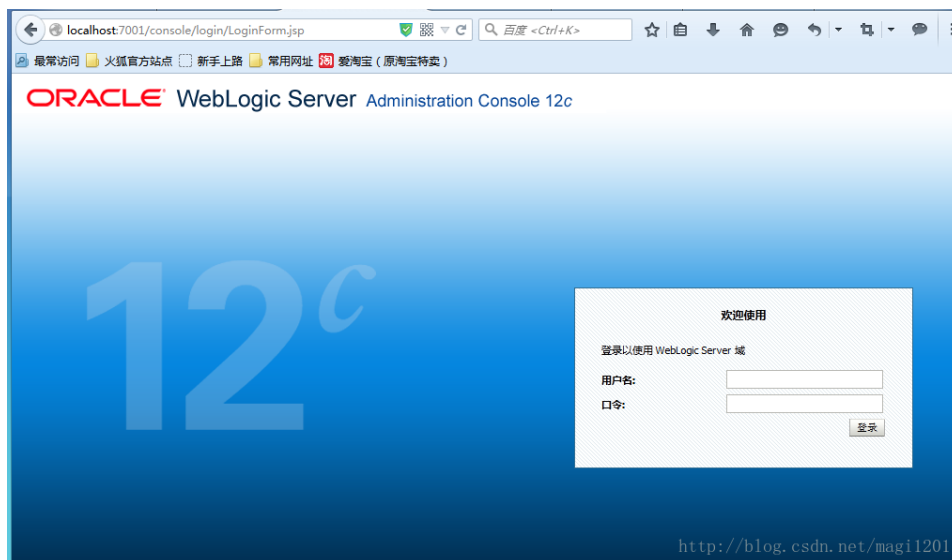 localhost:7001/console/login/LoginForm.jsp
百度 <Ctrl+K>
最常访问 火狐官方站点 新手上路 常用网址 淘 爱淘宝（原淘宝特卖）
ORACLE WebLogic Server Administration Console 12c
12c
欢迎使用
登录以使用 WebLogic Server 域
用户名:
口令:
登录
http://blog.csdn.net/magi1201